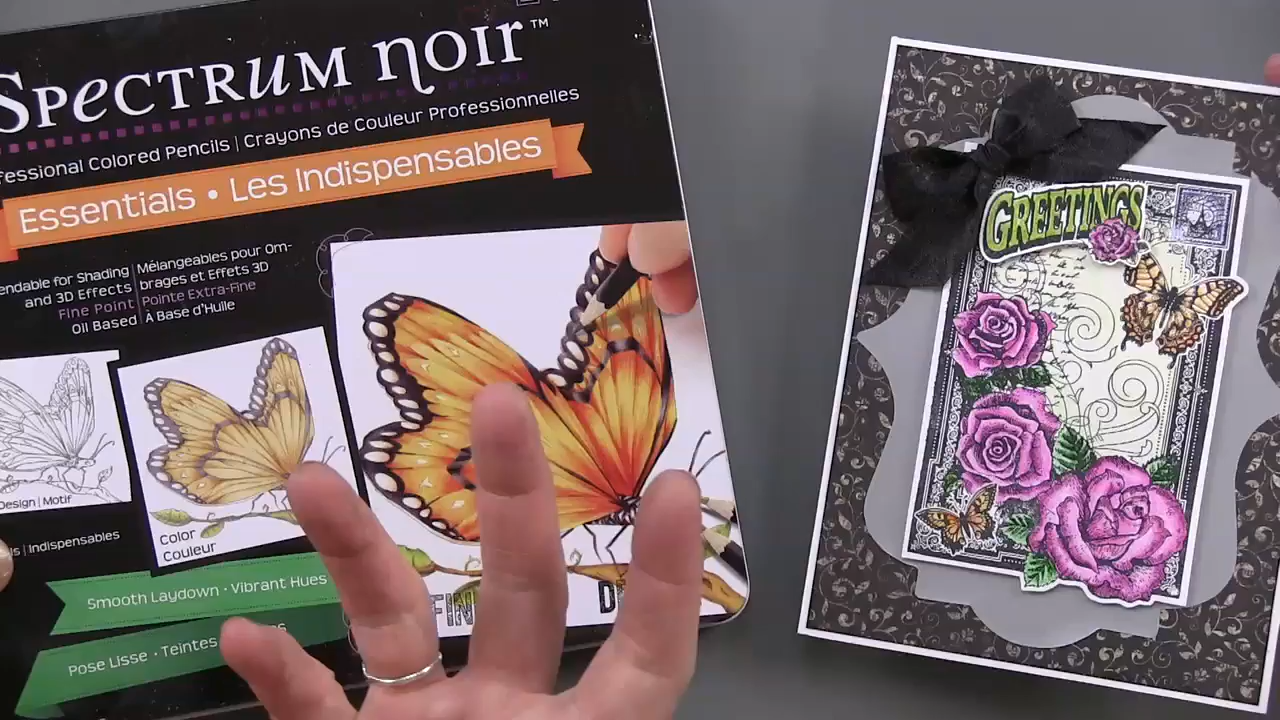 SPECTRUM NOIR™
Professional Colored Pencils | Crayons de Couleur Professionnelles
Essentials • Les Indispensables
Blendable for Shading
and 3D Effects
Fine Point
Oil Based
Mélangeables pour Om-
brages et Effets 3D
Pointe Extra-Fine
À Base d'Huile
Design | Motif
Color
Couleur
Indispensables
Smooth Laydown • Vibrant Hues
Pose Lisse • Teintes
FIN
GREETINGS